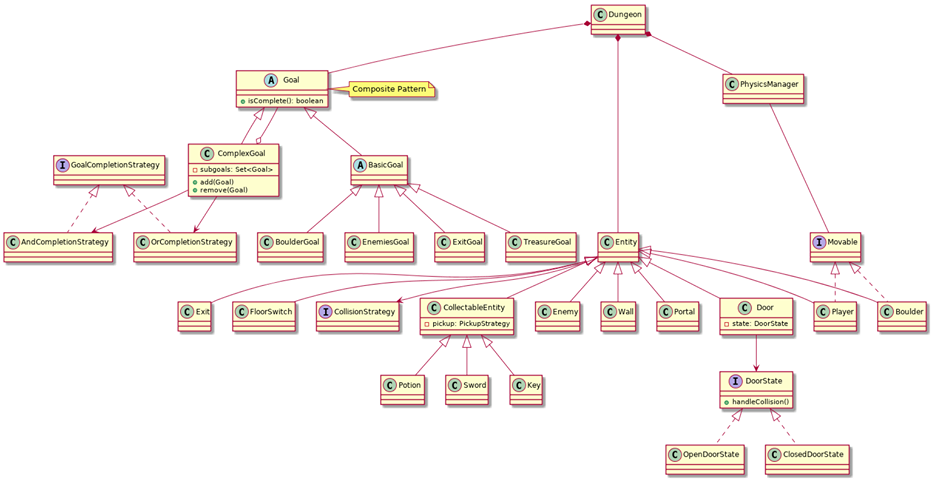 C Dungeon
A Goal
isComplete(): boolean
Composite Pattern
C PhysicsManager
I GoalCompletionStrategy
C ComplexGoal
subgoals: Set<Goal>
add(Goal)
remove(Goal)
A BasicGoal
C AndCompletionStrategy
C OrCompletionStrategy
C BoulderGoal
C EnemiesGoal
C ExitGoal
C TreasureGoal
C Entity
I Movable
C Exit
C FloorSwitch
I CollisionStrategy
C CollectableEntity
pickup: PickupStrategy
C Enemy
C Wall
C Portal
C Door
state: DoorState
C Player
C Boulder
C Potion
C Sword
C Key
I DoorState
handleCollision()
C OpenDoorState
C ClosedDoorState